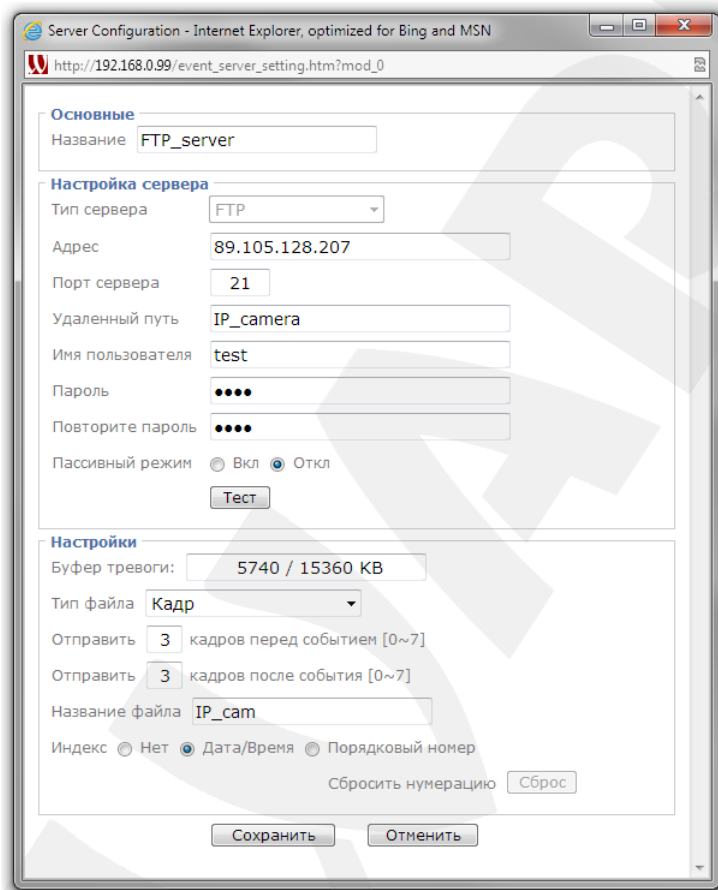 Server Configuration - Internet Explorer, optimized for Bing and MSN
http://192.168.0.99/event_server_setting.htm?mod_0
Основные
Название FTP_server
Настройка сервера
Тип сервера FTP
Адрес 89.105.128.207
Порт сервера 21
Удаленный путь IP_camera
Имя пользователя test
Пароль ••••
Повторите пароль ••••
Пассивный режим Вкл Откл
Тест
Настройки
Буфер тревоги: 5740 / 15360 KB
Тип файла Кадр
Отправить 3 кадров перед событием [0~7]
Отправить 3 кадров после события [0~7]
Название файла IP_cam
Индекс Нет Дата/Время Порядковый номер
Сбросить нумерацию Сброс
Сохранить Отменить